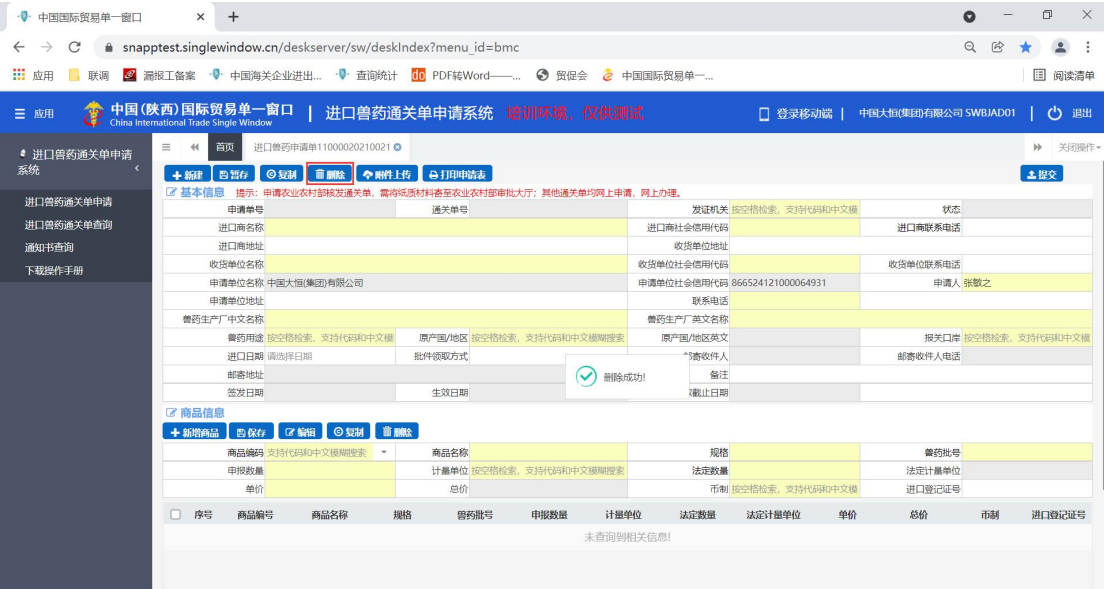 中国国际贸易单一窗口
snapptest.singlewindow.cn/deskserver/sw/deskIndex?menu_id=bmc
应用 联调 漏报工备案 中国海关企业进出... 查询统计 do PDF转Word——... 贸促会 中国国际贸易单一... 阅读清单
应用 中国(陕西)国际贸易单一窗口 | 进口兽药通关单申请系统 培训环境,仅供测试 登录移动端 | 中国大恒(集团)有限公司 SWBJAD01 | 退出
China International Trade Single Window
进口兽药通关单申请系统
进口兽药通关单申请
进口兽药通关单查询
通知书查询
下载操作手册
首页 进口兽药申请单11000020210021 关闭操作
新建 暂存 复制 删除 附件上传 打印申请表 提交
基本信息 提示:申请农业农村部核发通关单,需将纸质材料寄至农业农村部审批大厅;其他通关单均网上申请,网上办理。
申请单号 通关单号 发证机关 按空格检索,支持代码和中文模 状态
进口商名称 进口商社会信用代码 进口商联系电话
进口商地址 收货单位地址
收货单位名称 收货单位社会信用代码 收货单位联系电话
申请单位名称 中国大恒(集团)有限公司 申请单位社会信用代码 866524121000064931 申请人 张敏之
申请单位地址 联系电话
兽药生产厂中文名称 兽药生产厂英文名称
兽药用途 按空格检索,支持代码和中文模 原产国/地区 按空格检索,支持代码和中文模糊搜索 原产国/地区英文 报关口岸 按空格检索,支持代码和中文模
进口日期 请选择日期 批件领取方式 邮寄收件人 邮寄收件人电话
邮寄地址 备注
签发日期 生效日期 截止日期
删除成功!
商品信息
新增商品 保存 编辑 复制 删除
商品编码 支持代码和中文模糊搜索 商品名称 规格 兽药批号
申报数量 计量单位 按空格检索,支持代码和中文模糊搜索 法定数量 法定计量单位
单价 总价 币制 按空格检索,支持代码和中文模 进口登记证号
序号 商品编号 商品名称 规格 兽药批号 申报数量 计量单位 法定数量 法定计量单位 单价 总价 币制 进口登记证号
未查询到相关信息!